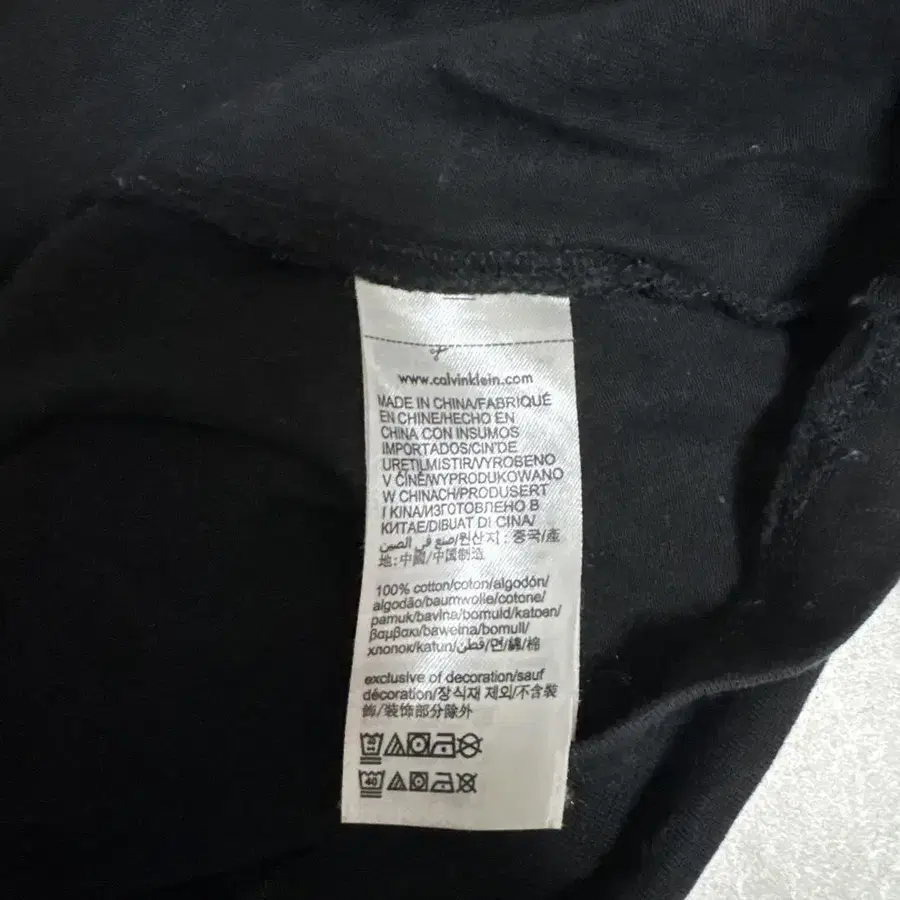 www.calvinklein.com
MADE IN CHINA/FABRIQUÉ
EN CHINE/HECHO EN
CHINA CON INSUMOS
IMPORTADOS/CIN'DE
URETILMISTIR/VYROBENO
V CÍNE/WYPRODUKOWANO
W CHINACH/PRODUSERT
I KINA/ИЗГОТОВЛЕНО В
КИТАЕ/DIBUAT DI CINA/
صنع في الصين/원산지 : 중국/產
地:中國/中国制造
100% cotton/coton/algodón/
algodão/baumwolle/cotone/
pamuk/bavlna/bomuld/katoen/
βαμβακι/bawełna/bomull/
хлопок/katun/قطن/면/綿/棉
exclusive of decoration/sauf
décoration/장식재 제외/不含裝
飾/装饰部分除外
40